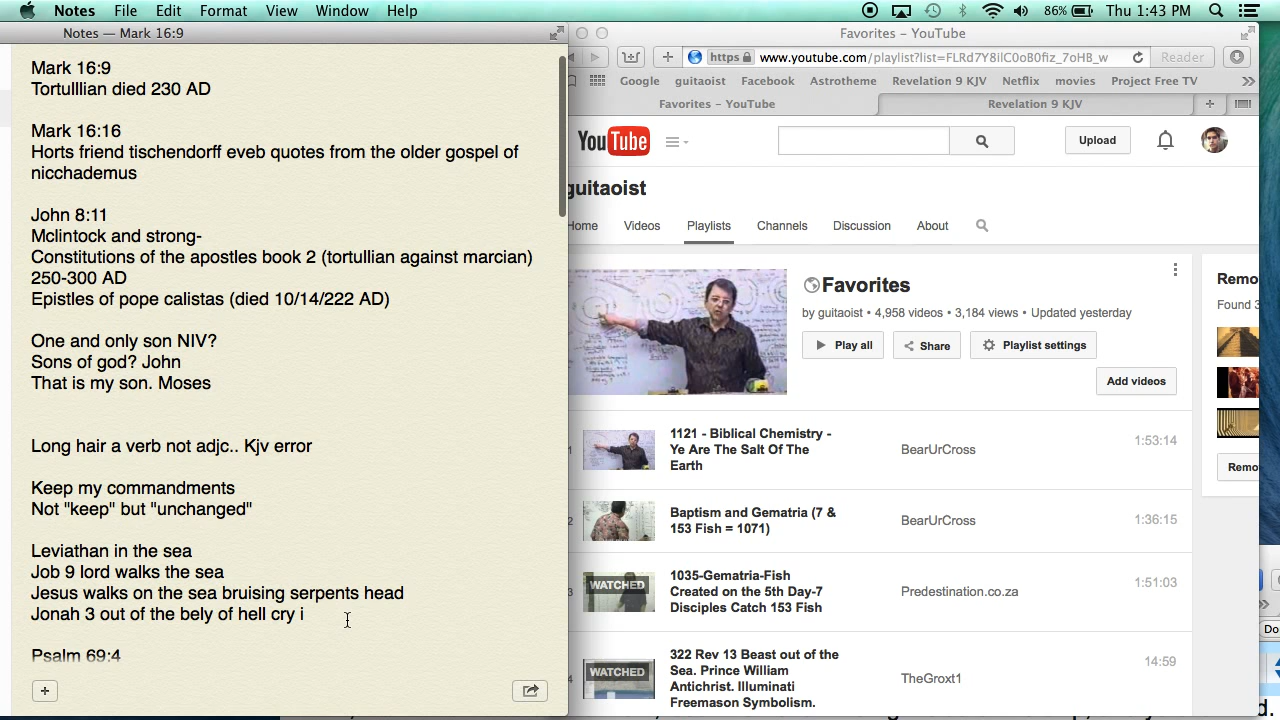 Notes File Edit Format View Window Help 86% Thu 1:43 PM
Notes — Mark 16:9
Mark 16:9
Tortulllian died 230 AD
Mark 16:16
Horts friend tischendorff eveb quotes from the older gospel of
nicchademus
John 8:11
Mclintock and strong-
Constitutions of the apostles book 2 (tortullian against marcian)
250-300 AD
Epistles of pope calistas (died 10/14/222 AD)
One and only son NIV?
Sons of god? John
That is my son. Moses
Long hair a verb not adjc.. Kjv error
Keep my commandments
Not "keep" but "unchanged"
Leviathan in the sea
Job 9 lord walks the sea
Jesus walks on the sea bruising serpents head
Jonah 3 out of the bely of hell cry i
Psalm 69:4
Favorites – YouTube
https www.youtube.com/playlist?list=FLRd7Y8ilC0oB0fiz_7oHB_w Reader
Google guitaoist Facebook Astrotheme Revelation 9 KJV Netflix movies Project Free TV
Favorites – YouTube Revelation 9 KJV
YouTube Upload
guitaoist
Home Videos Playlists Channels Discussion About
Favorites
by guitaoist • 4,958 videos • 3,184 views • Updated yesterday
Play all Share Playlist settings
Add videos
1 1121 - Biblical Chemistry -
Ye Are The Salt Of The
Earth
BearUrCross 1:53:14
2 Baptism and Gematria (7 &
153 Fish = 1071)
BearUrCross 1:36:15
3 WATCHED 1035-Gematria-Fish
Created on the 5th Day-7
Disciples Catch 153 Fish
Predestination.co.za 1:51:03
4 WATCHED 322 Rev 13 Beast out of the
Sea. Prince William
Antichrist. Illuminati
Freemason Symbolism.
TheGroxt1 14:59
Remo
Found 3
Remo
Do
d.